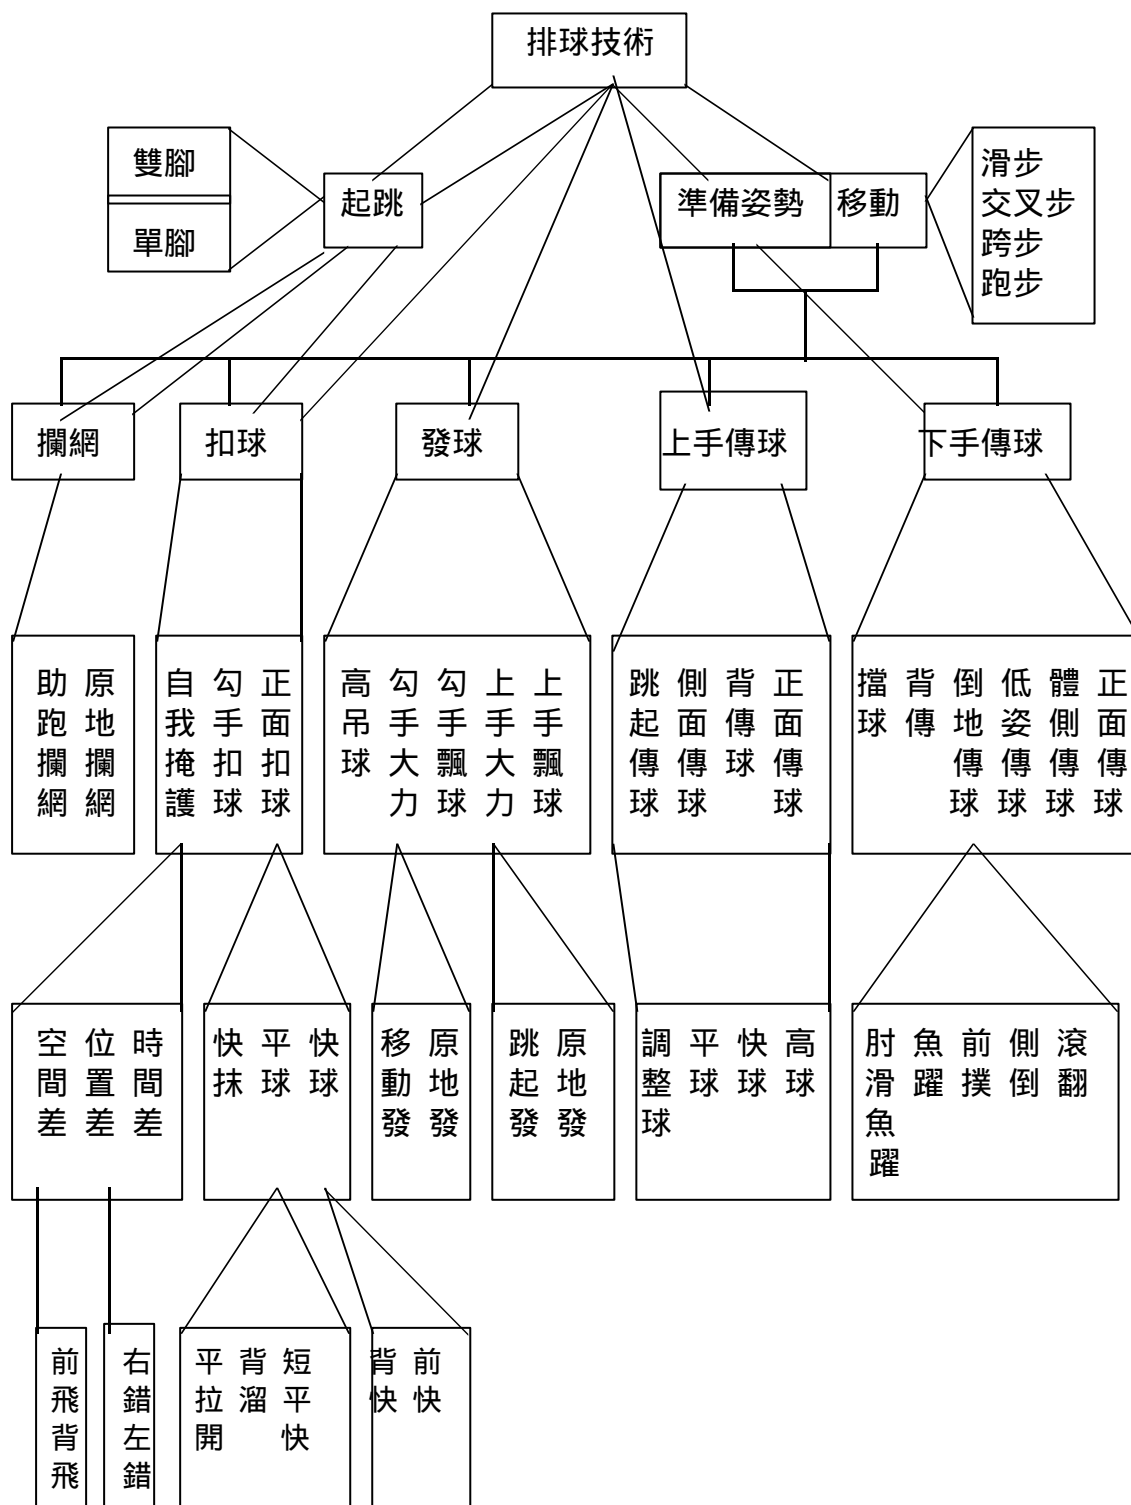 排球技術
雙腳
單腳
起跳
準備姿勢
移動
滑步
交叉步
跨步
跑步
攔網
扣球
發球
上手傳球
下手傳球
原地攔網
助跑攔網
正面扣球
勾手扣球
自我掩護
上手飄球
上手大力
勾手飄球
勾手大力
高吊球
正面傳球
背傳球
側面傳球
跳起傳球
正面傳球
體側傳球
低姿傳球
倒地傳球
背傳
擋球
時間差
位置差
空間差
快球
平球
快抹
原地發
移動發
原地發
跳起發
高球
快球
平球
調整球
滾翻
側倒
前撲
魚躍
肘滑魚躍
前飛背飛
右錯左錯
短平快
背溜
平拉開
前快
背快